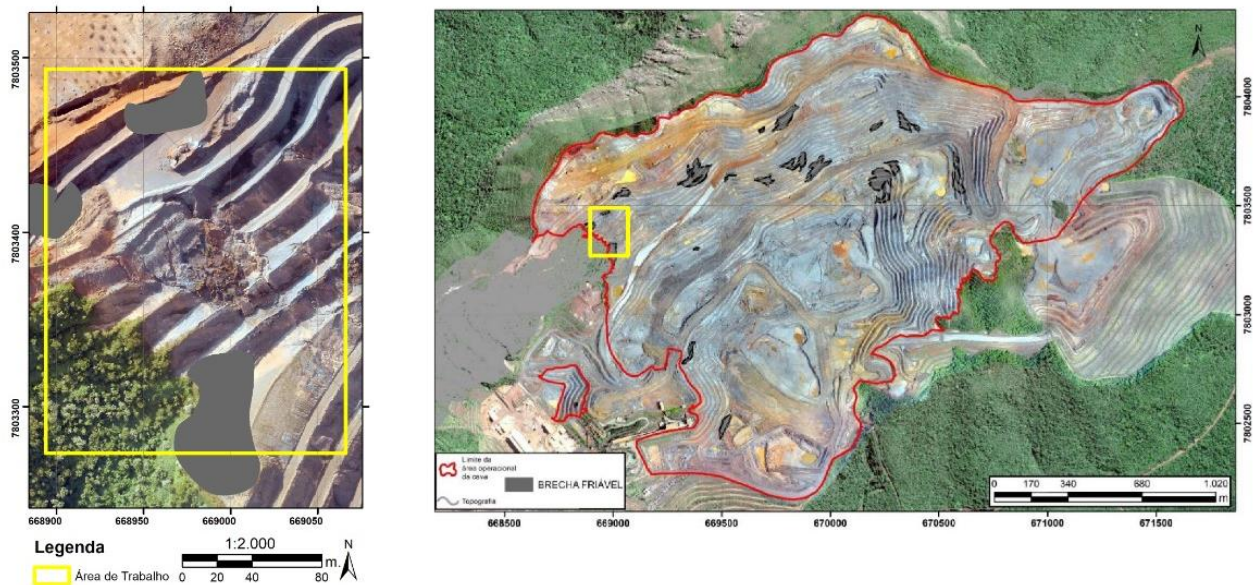 7803500
7803400
7803300
668900
668950
669000
669050
Legenda
Área de Trabalho
1:2.000
0 20 40 80
m.
N
N
7804000
7803500
7803000
7802500
Limite da
área operacional
da cava
BRECHA FRIÁVEL
Topografia
0 170 340 680 1.020
m
668500
669000
669500
670000
670500
671000
671500